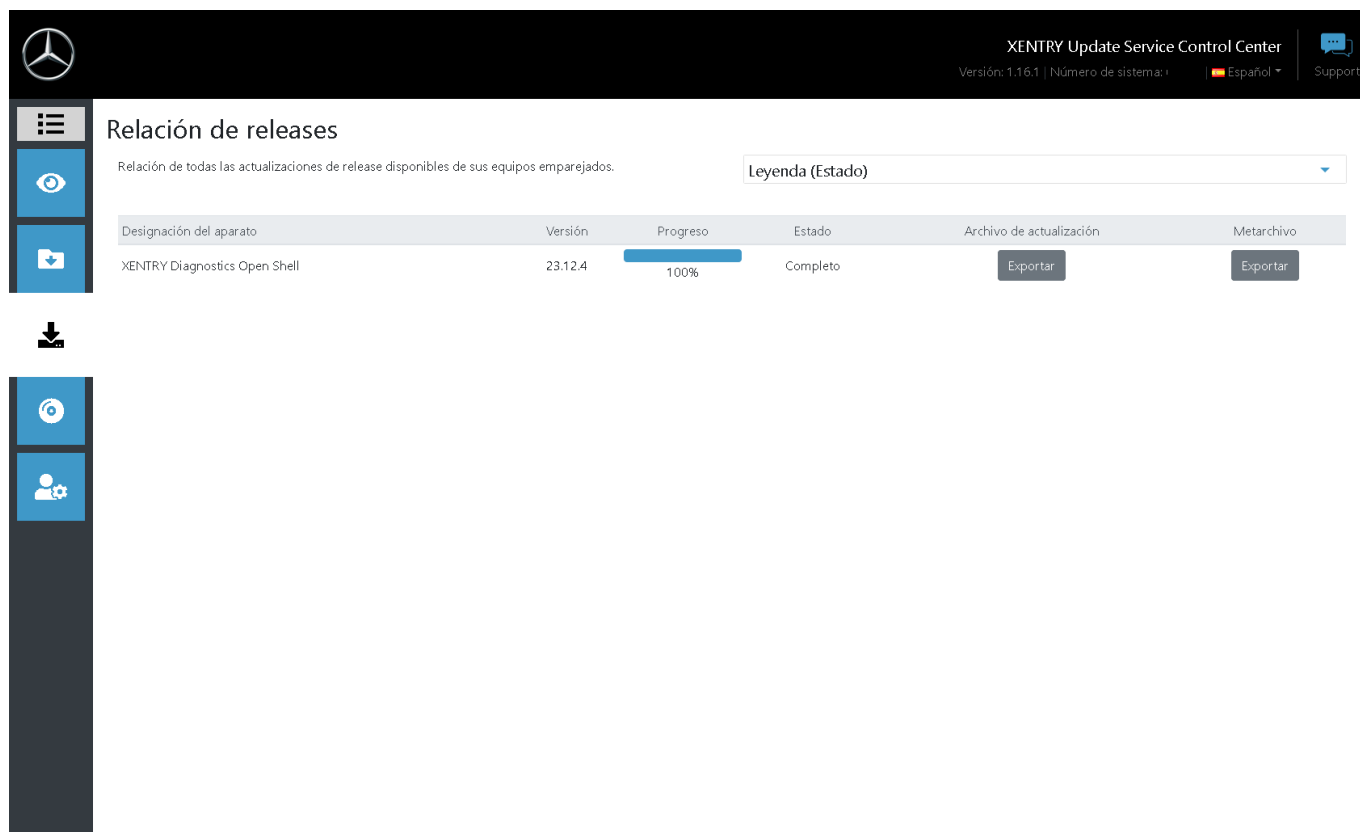 XENTRY Update Service Control Center
Versión: 1.16.1 | Número de sistema: | Español
Support
Relación de releases
Relación de todas las actualizaciones de release disponibles de sus equipos emparejados.
Leyenda (Estado)
Designación del aparato Versión Progreso Estado Archivo de actualización Metarchivo
XENTRY Diagnostics Open Shell 23.12.4 100% Completo Exportar Exportar